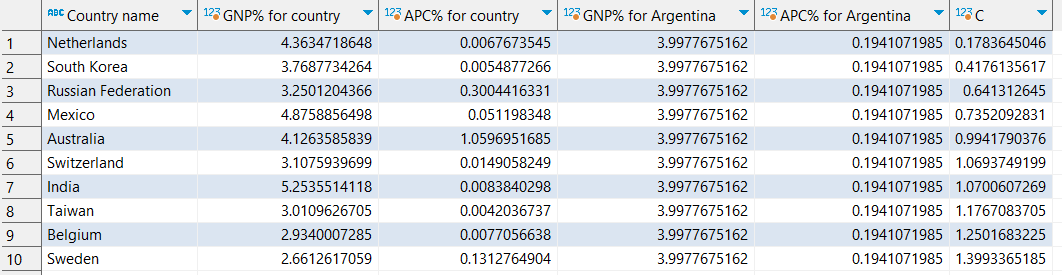 ABC Country name 123 GNP% for country 123 APC% for country 123 GNP% for Argentina 123 APC% for Argentina 123 C
1 Netherlands 4.3634718648 0.0067673545 3.9977675162 0.1941071985 0.1783645046
2 South Korea 3.7687734264 0.0054877266 3.9977675162 0.1941071985 0.4176135617
3 Russian Federation 3.2501204366 0.3004416331 3.9977675162 0.1941071985 0.641312645
4 Mexico 4.8758856498 0.051198348 3.9977675162 0.1941071985 0.7352092831
5 Australia 4.1263585839 1.0596951685 3.9977675162 0.1941071985 0.9941790376
6 Switzerland 3.1075939699 0.0149058249 3.9977675162 0.1941071985 1.0693749199
7 India 5.2535514118 0.0083840298 3.9977675162 0.1941071985 1.0700607269
8 Taiwan 3.0109626705 0.0042036737 3.9977675162 0.1941071985 1.1767083705
9 Belgium 2.9340007285 0.0077056638 3.9977675162 0.1941071985 1.2501683225
10 Sweden 2.6612617059 0.1312764904 3.9977675162 0.1941071985 1.3993365185